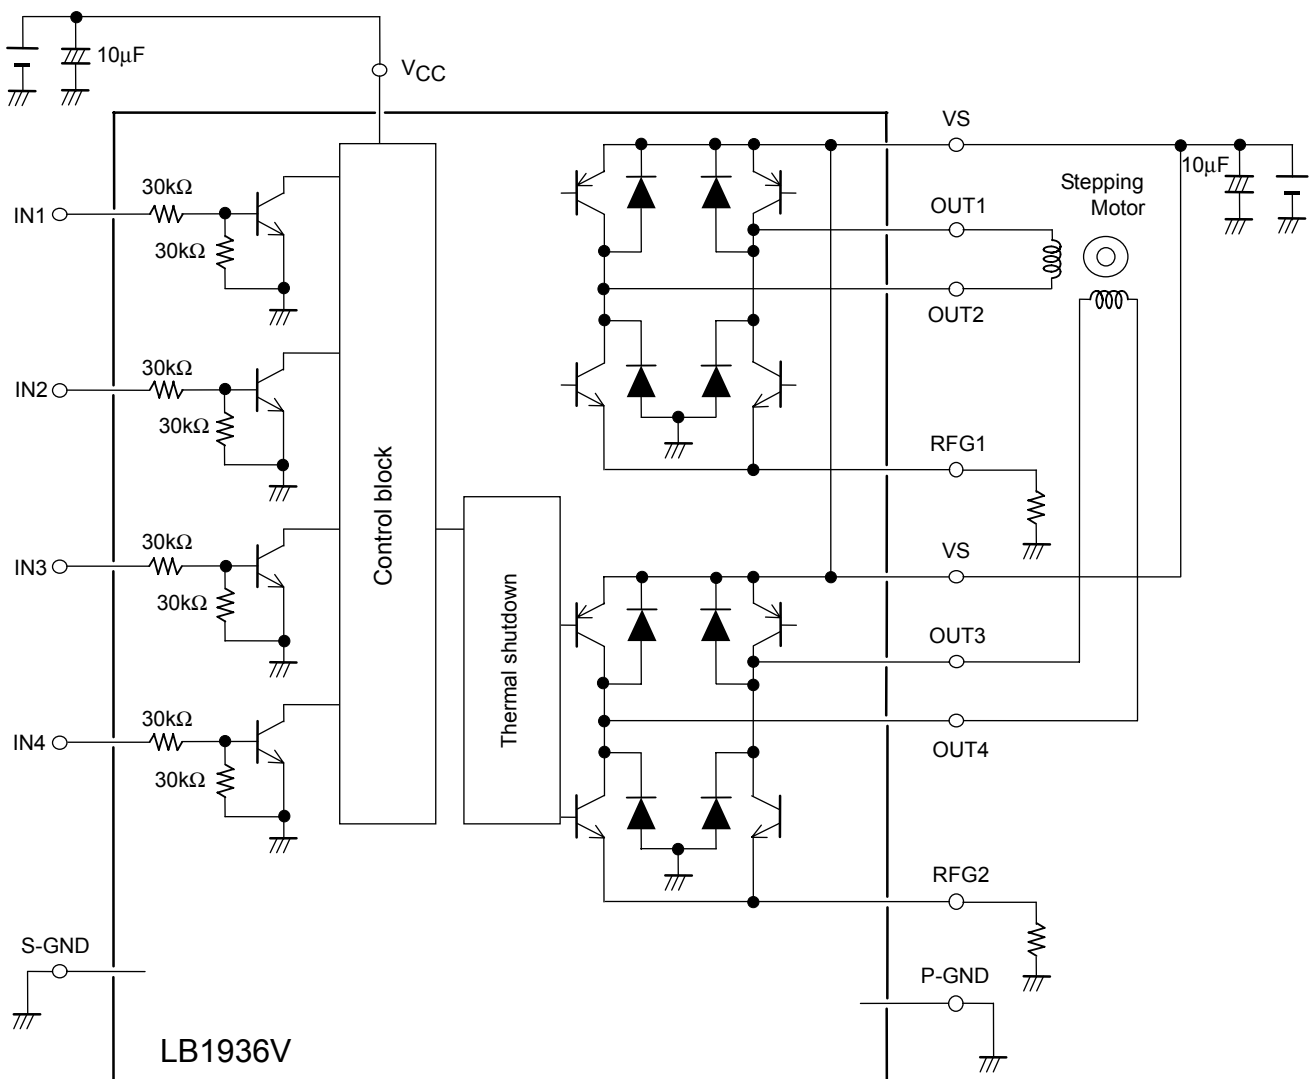 10μF
VCC
VS
10μF
Stepping
Motor
30kΩ
IN1
30kΩ
OUT1
OUT2
30kΩ
IN2
30kΩ
RFG1
Control block
30kΩ
IN3
30kΩ
VS
Thermal shutdown
OUT3
30kΩ
IN4
30kΩ
OUT4
RFG2
S-GND
P-GND
LB1936V